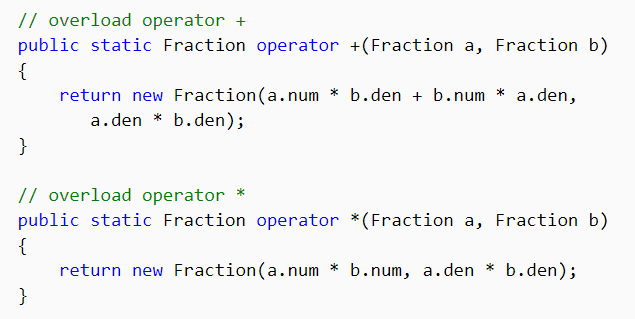 // overload operator +
public static Fraction operator +(Fraction a, Fraction b)
{
    return new Fraction(a.num * b.den + b.num * a.den,
       a.den * b.den);
}

// overload operator *
public static Fraction operator *(Fraction a, Fraction b)
{
    return new Fraction(a.num * b.num, a.den * b.den);
}